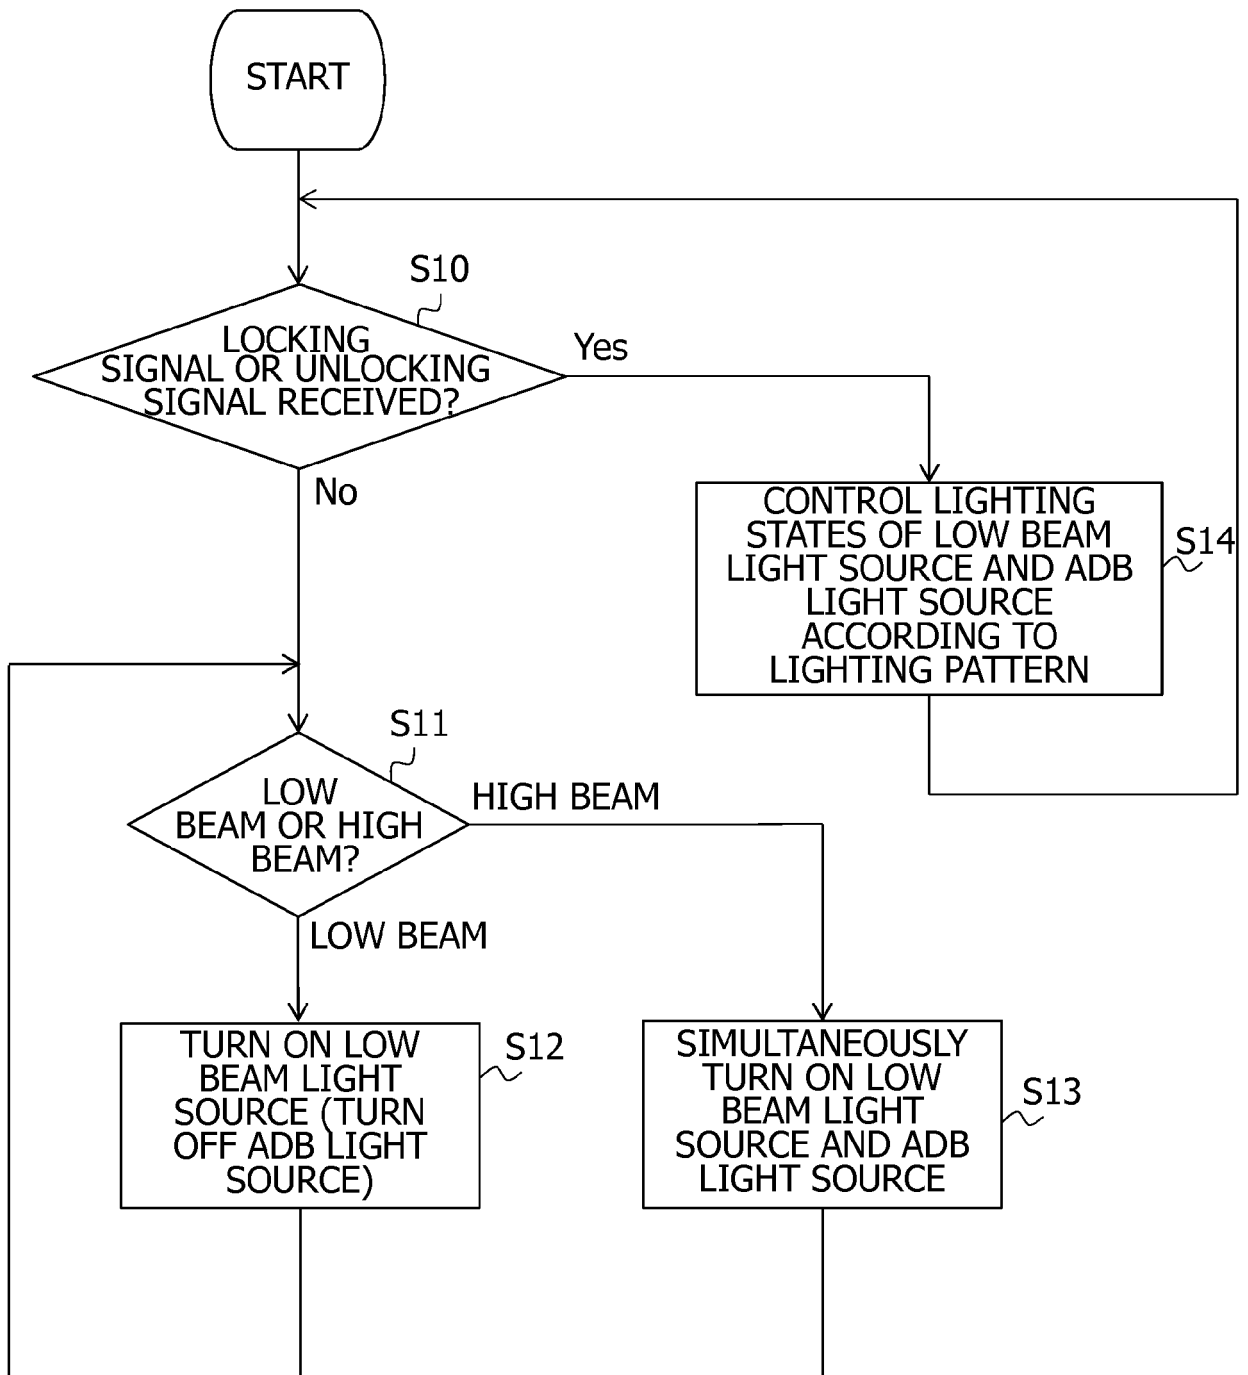 START
S10
LOCKING
SIGNAL OR UNLOCKING
SIGNAL RECEIVED?
Yes
No
CONTROL LIGHTING
STATES OF LOW BEAM
LIGHT SOURCE AND ADB
LIGHT SOURCE
ACCORDING TO
LIGHTING PATTERN
S14
S11
LOW
BEAM OR HIGH
BEAM?
HIGH BEAM
LOW BEAM
TURN ON LOW
BEAM LIGHT
SOURCE (TURN
OFF ADB LIGHT
SOURCE)
S12
SIMULTANEOUSLY
TURN ON LOW
BEAM LIGHT
SOURCE AND ADB
LIGHT SOURCE
S13